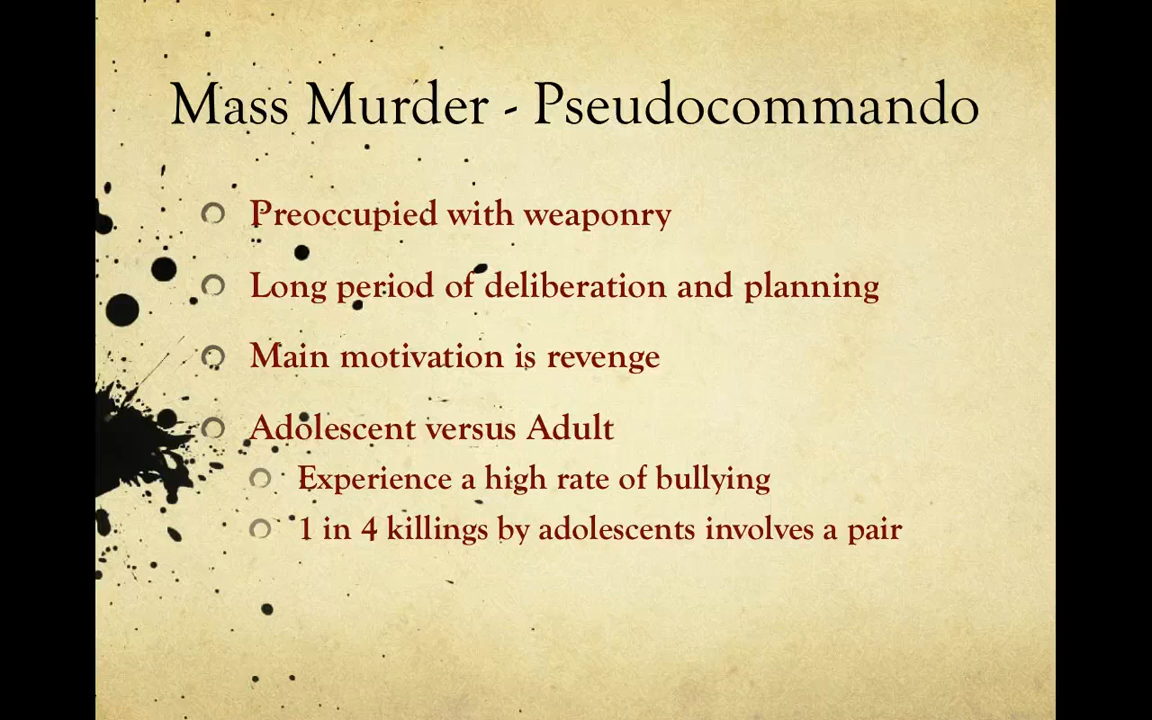 Mass Murder - Pseudocommando
Preoccupied with weaponry
Long period of deliberation and planning
Main motivation is revenge
Adolescent versus Adult
Experience a high rate of bullying
1 in 4 killings by adolescents involves a pair